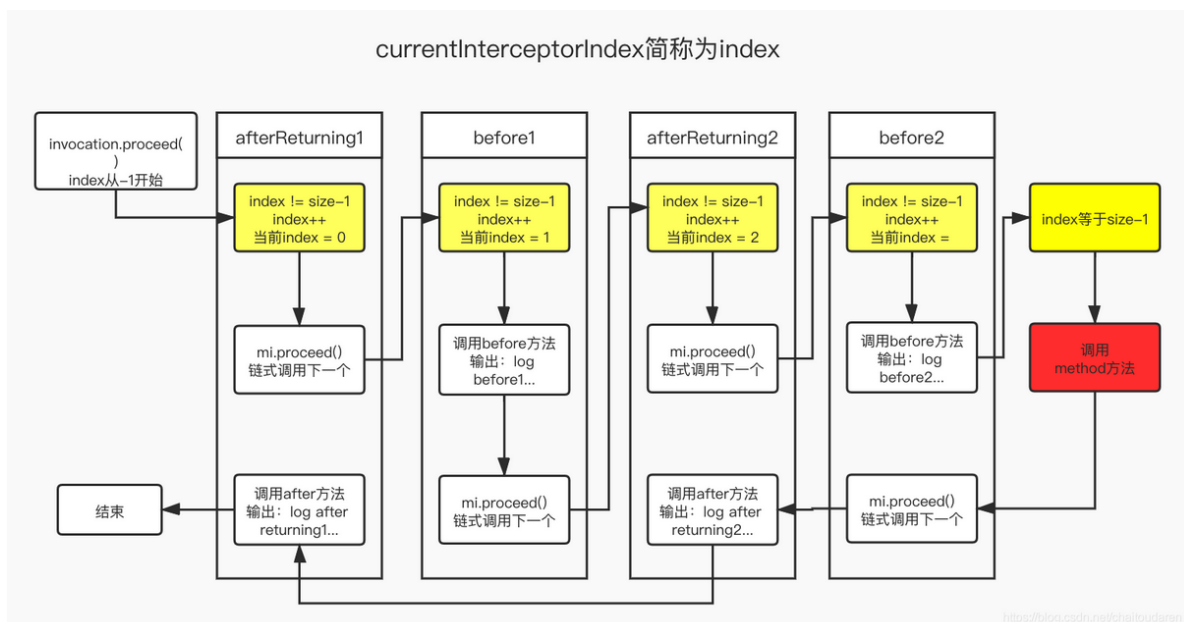 currentInterceptorIndex简称为index
invocation.proceed(
)
index从-1开始
afterReturning1
index != size-1
index++
当前index = 0
mi.proceed()
链式调用下一个
调用after方法
输出：log after
returning1...
结束
before1
index != size-1
index++
当前index = 1
调用before方法
输出：log
before1...
mi.proceed()
链式调用下一个
afterReturning2
index != size-1
index++
当前index = 2
mi.proceed()
链式调用下一个
调用after方法
输出：log after
returning2...
before2
index != size-1
index++
当前index =
调用before方法
输出：log
before2...
mi.proceed()
链式调用下一个
index等于size-1
调用
method方法
https://blog.csdn.net/chaitoudaren